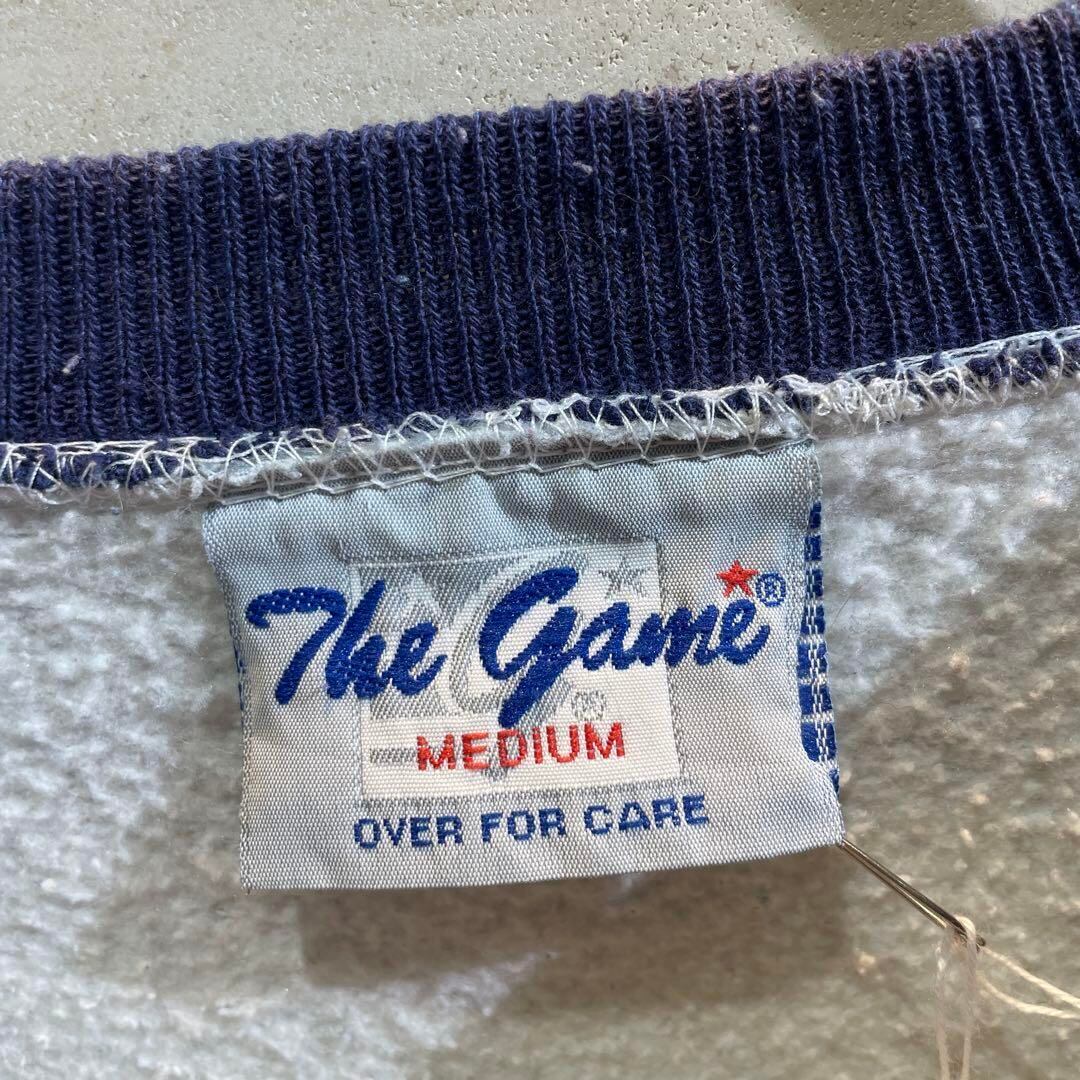 The Game®
®
MEDIUM
OVER FOR CARE